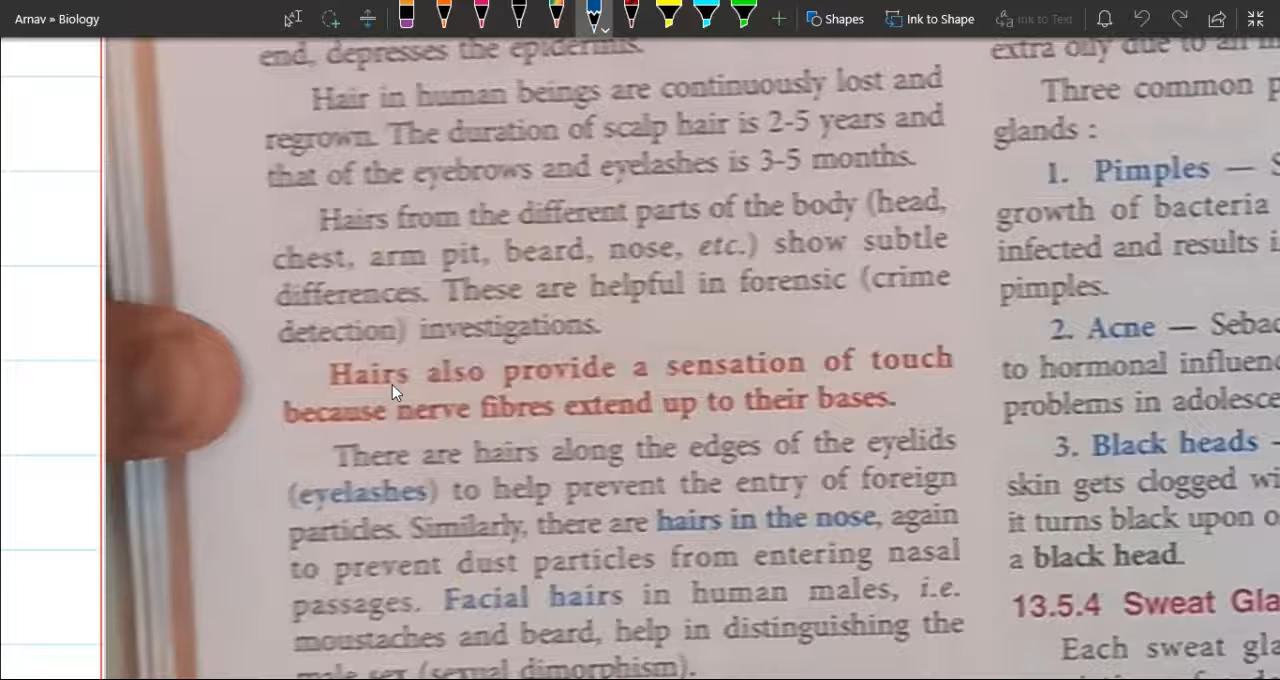 Arnav » Biology
Shapes
Ink to Shape
Ink to Text
end, depresses the epidermis.
Hair in human beings are continuously lost and
regrown. The duration of scalp hair is 2-5 years and
that of the eyebrows and eyelashes is 3-5 months.
Hairs from the different parts of the body (head,
chest, arm pit, beard, nose, etc.) show subtle
differences. These are helpful in forensic (crime
detection) investigations.
Hairs also provide a sensation of touch
because nerve fibres extend up to their bases.
There are hairs along the edges of the eyelids
(eyelashes) to help prevent the entry of foreign
particles. Similarly, there are hairs in the nose, again
to prevent dust particles from entering nasal
passages. Facial hairs in human males, i.e.
moustaches and beard, help in distinguishing the
male sex (sexual dimorphism).
extra oily due to an
Three common p
glands :
1. Pimples — S
growth of bacteria
infected and results i
pimples.
2. Acne — Seba
to hormonal influen
problems in adolesce
3. Black heads -
skin gets clogged wi
it turns black upon o
a black head.
13.5.4 Sweat Gla
Each sweat gla